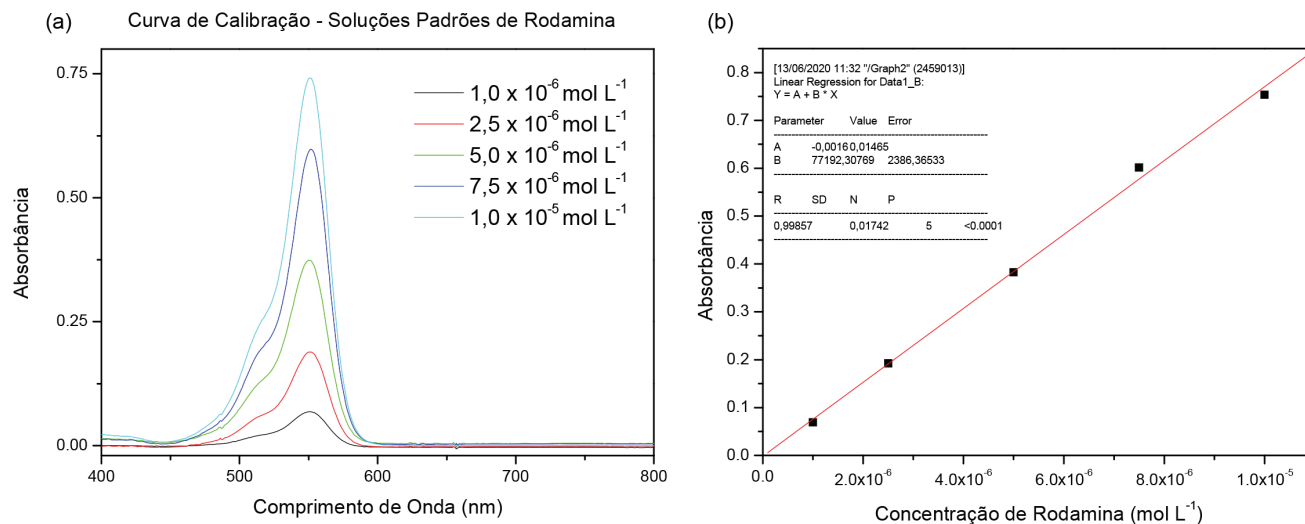 (a)
Curva de Calibração - Soluções Padrões de Rodamina
0.75
0.50
0.25
0.00
Absorbância
1,0 x 10⁻⁶ mol L⁻¹
2,5 x 10⁻⁶ mol L⁻¹
5,0 x 10⁻⁶ mol L⁻¹
7,5 x 10⁻⁶ mol L⁻¹
1,0 x 10⁻⁵ mol L⁻¹
400 500 600 700 800
Comprimento de Onda (nm)
(b)
0.8
0.7
0.6
0.5
0.4
0.3
0.2
0.1
0.0
Absorbância
[13/06/2020 11:32 "/Graph2" (2459013)]
Linear Regression for Data1_B:
Y = A + B * X
Parameter Value Error
A -0,0016 0,01465
B 77192,30769 2386,36533
R SD N P
0,99857 0,01742 5 <0.0001
0.0 2.0x10⁻⁶ 4.0x10⁻⁶ 6.0x10⁻⁶ 8.0x10⁻⁶ 1.0x10⁻⁵
Concentração de Rodamina (mol L⁻¹)